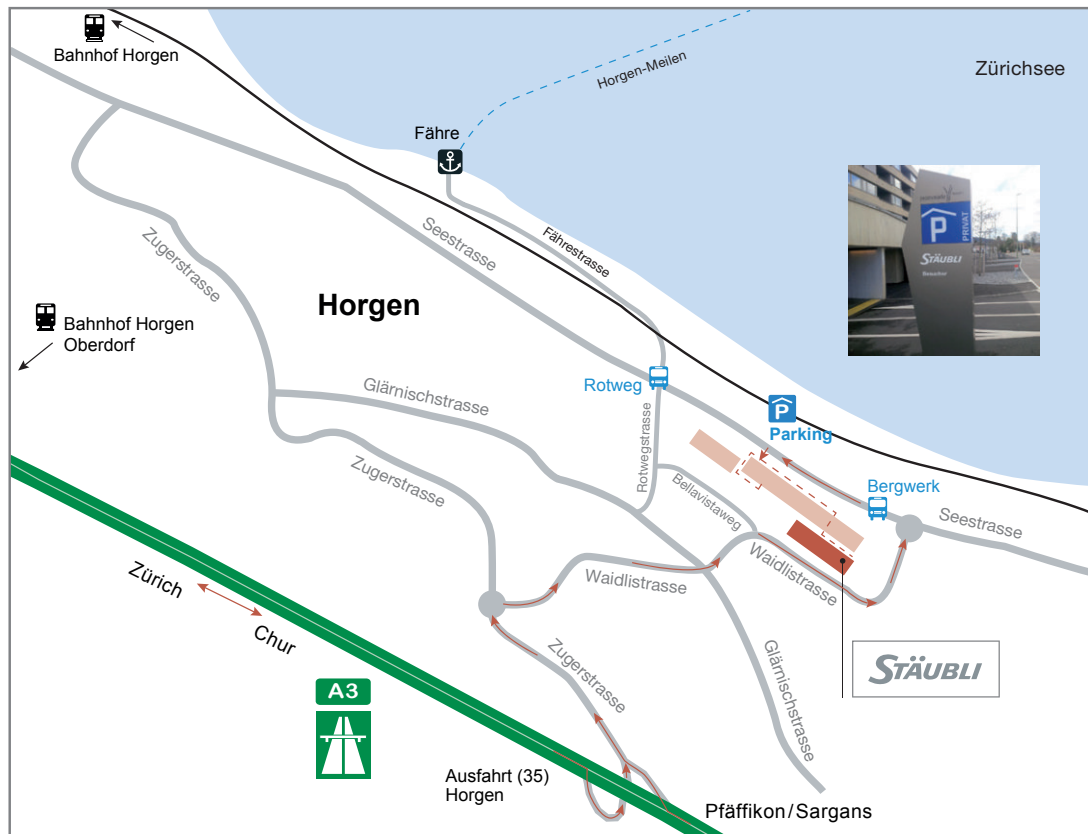 Bahnhof Horgen
Horgen-Meilen
Zürichsee
Fähre
Zugerstrasse
Seestrasse
Fährestrasse
P
PRIVAT
STÄUBLI
Horgen
Bahnhof Horgen
Oberdorf
Rotweg
Glärnischstrasse
P
Parking
Zugerstrasse
Rotwegstrasse
Bellavistaweg
Bergwerk
Seestrasse
Waidlistrasse
Waidlistrasse
Zürich
Chur
STÄUBLI
Glärnischstrasse
Zugerstrasse
A3
Ausfahrt (35)
Horgen
Pfäffikon/Sargans